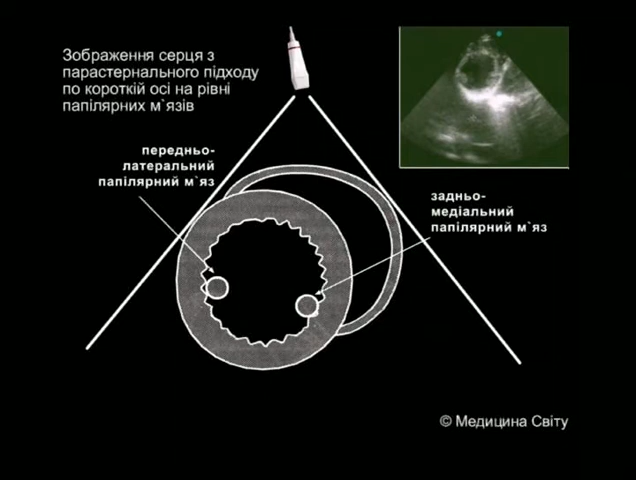 Зображення серця з
парастернального підходу
по короткій осі на рівні
папілярних м`язів
передньо-
латеральний
папілярний м`яз
задньо-
медіальний
папілярний м`яз
© Медицина Світу